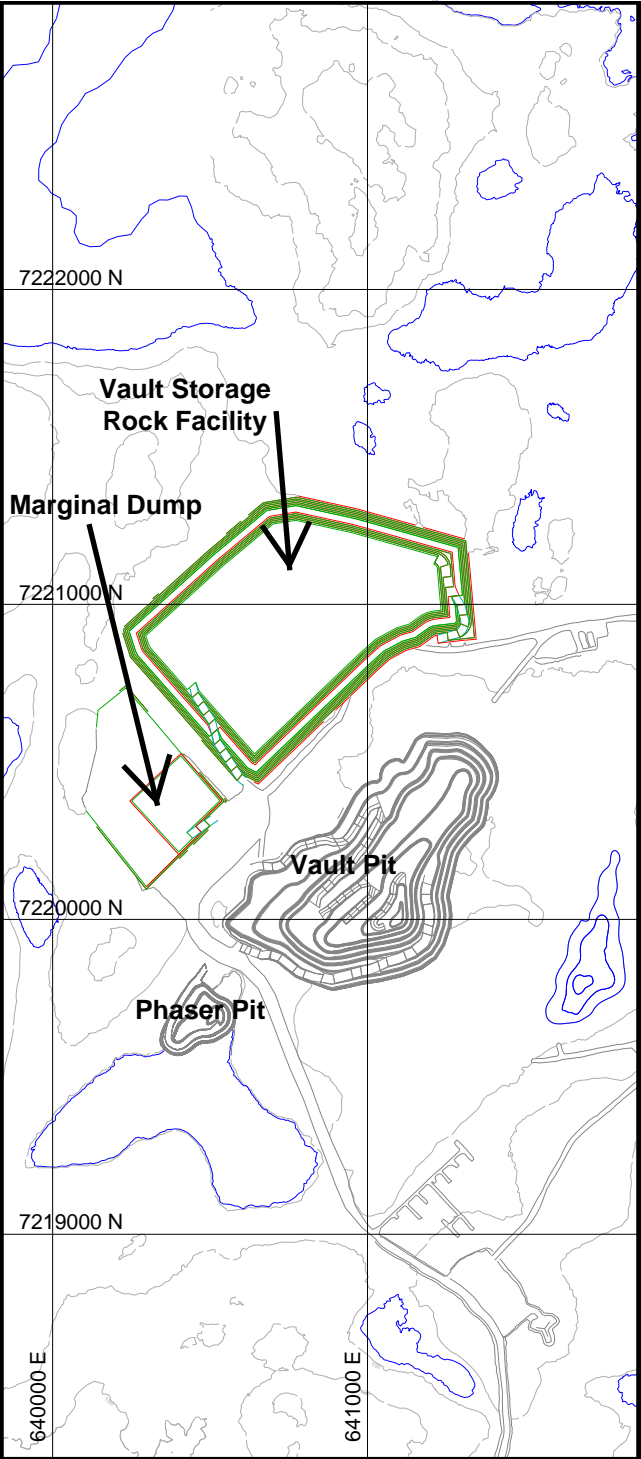 7222000 N
Vault Storage
Rock Facility
Marginal Dump
7221000 N
Vault Pit
7220000 N
Phaser Pit
7219000 N
640000 E
641000 E